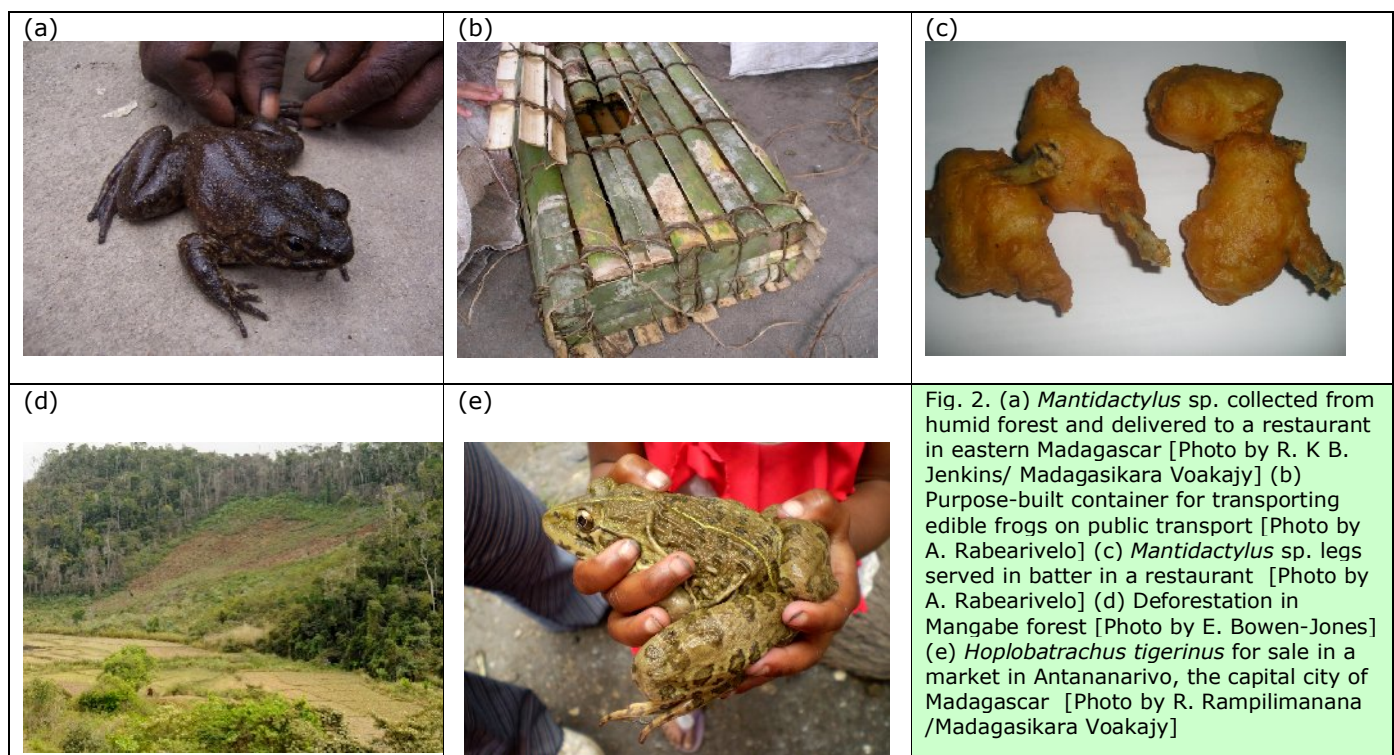 (a)
(b)
(c)
(d)
(e)
Fig. 2. (a) Mantidactylus sp. collected from
humid forest and delivered to a restaurant
in eastern Madagascar [Photo by R. K B.
Jenkins/ Madagasikara Voakajy] (b)
Purpose-built container for transporting
edible frogs on public transport [Photo by
A. Rabearivelo] (c) Mantidactylus sp. legs
served in batter in a restaurant [Photo by
A. Rabearivelo] (d) Deforestation in
Mangabe forest [Photo by E. Bowen-Jones]
(e) Hoplobatrachus tigerinus for sale in a
market in Antananarivo, the capital city of
Madagascar [Photo by R. Rampilimanana
/Madagasikara Voakajy]